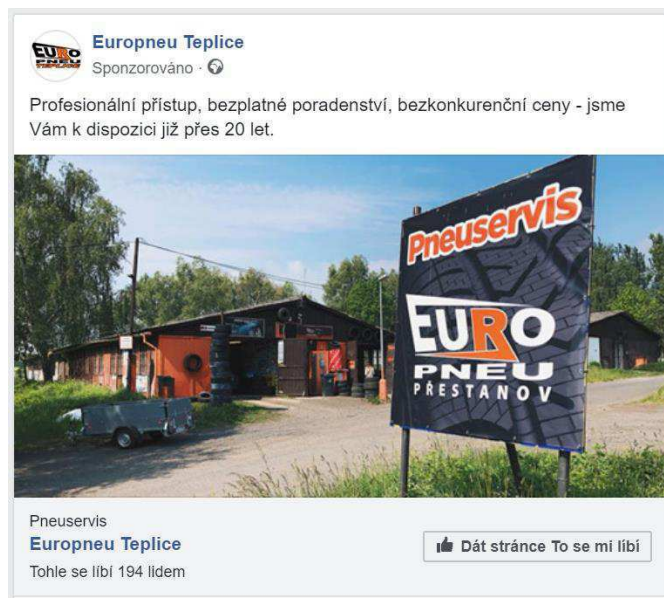 EURO
PNEU
TEPLICE
Europneu Teplice
Sponzorováno ·
Profesionální přístup, bezplatné poradenství, bezkonkurenční ceny - jsme
Vám k dispozici již přes 20 let.
Pneuservis
EURO
PNEU
PŘESTANOV
Pneuservis
Europneu Teplice
Tohle se líbí 194 lidem
Dát stránce To se mi líbí